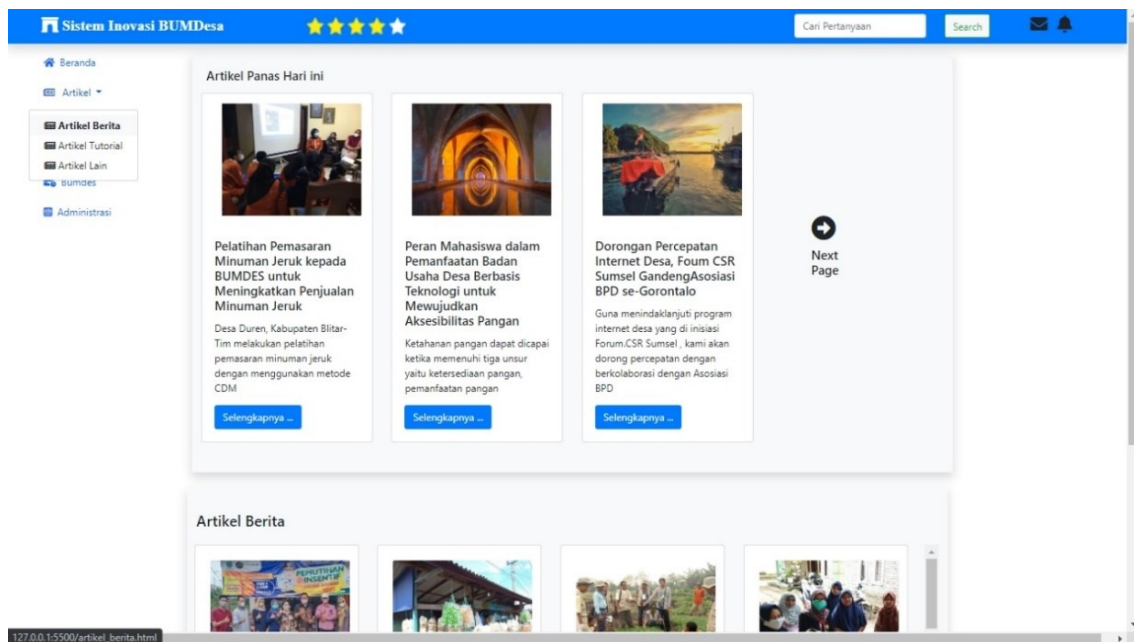 Sistem Inovasi BUMDesa
Cari Pertanyaan
Search
Beranda
Artikel
Artikel Berita
Artikel Tutorial
Artikel Lain
Bumdes
Administrasi
Artikel Panas Hari ini
Pelatihan Pemasaran
Minuman Jeruk kepada
BUMDES untuk
Meningkatkan Penjualan
Minuman Jeruk
Desa Duren, Kabupaten Blitar-
Tim melakukan pelatihan
pemasaran minuman jeruk
dengan menggunakan metode
CDM
Selengkapnya ...
Peran Mahasiswa dalam
Pemanfaatan Badan
Usaha Desa Berbasis
Teknologi untuk
Mewujudkan
Aksesibilitas Pangan
Ketahanan pangan dapat dicapai
ketika memenuhi tiga unsur
yaitu ketersediaan pangan,
pemanfaatan pangan
Selengkapnya ...
Dorongan Percepatan
Internet Desa, Foum CSR
Sumsel GandengAsosiasi
BPD se-Gorontalo
Guna menindaklanjuti program
internet desa yang di inisiasi
Forum.CSR Sumsel , kami akan
dorong percepatan dengan
berkolaborasi dengan Asosiasi
BPD
Selengkapnya ...
Next
Page
Artikel Berita
PEMUTIHAN
INSENTIF
127.0.0.1:5500/artikel_berita.html